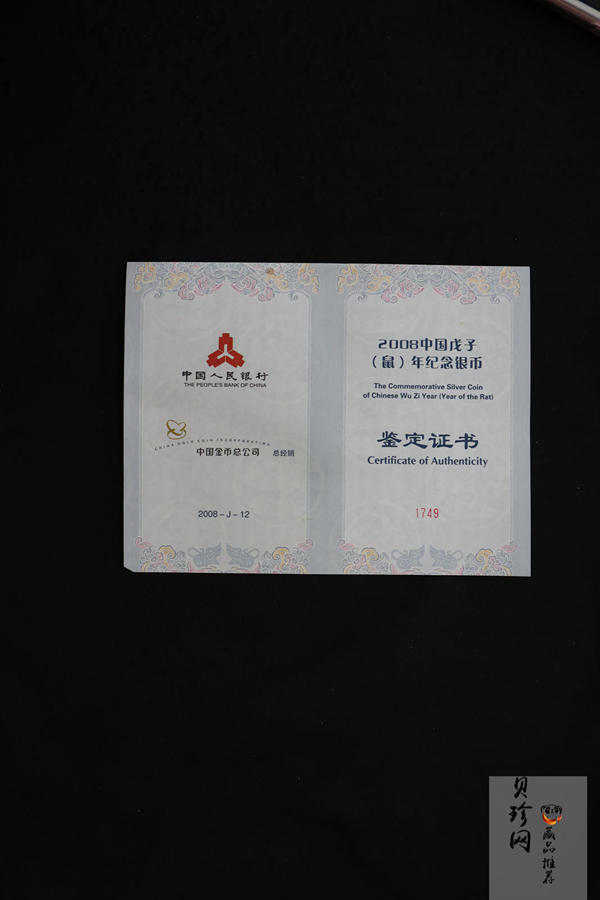 中国人民银行
THE PEOPLE'S BANK OF CHINA
CHINA GOLD COIN INCORPORATION
中国金币总公司 总经销
2008-J-12
2008中国戊子
（鼠）年纪念银币
The Commemorative Silver Coin
of Chinese Wu Zi Year (Year of the Rat)
鉴定证书
Certificate of Authenticity
1749
贝珍网
藏品推荐